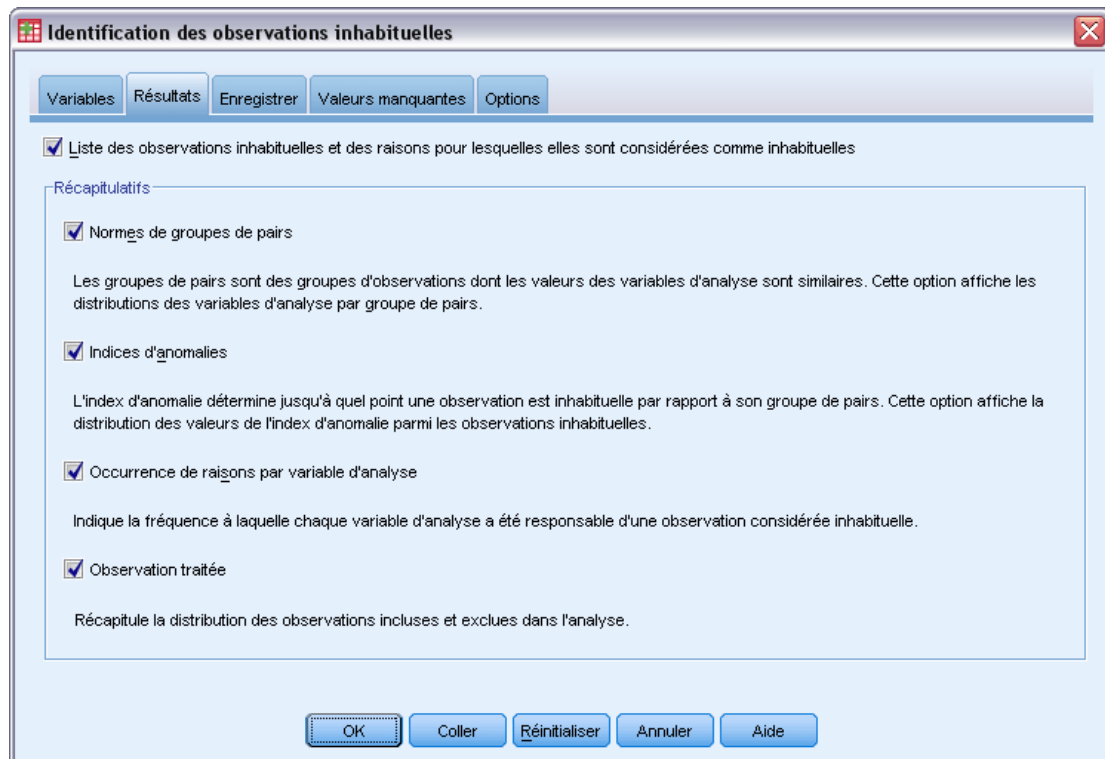 Identification des observations inhabituelles
Variables
Résultats
Enregistrer
Valeurs manquantes
Options
Liste des observations inhabituelles et des raisons pour lesquelles elles sont considérées comme inhabituelles
Récapitulatifs
Normes de groupes de pairs
Les groupes de pairs sont des groupes d'observations dont les valeurs des variables d'analyse sont similaires. Cette option affiche les
distributions des variables d'analyse par groupe de pairs.
Indices d'anomalies
L'index d'anomalie détermine jusqu'à quel point une observation est inhabituelle par rapport à son groupe de pairs. Cette option affiche la
distribution des valeurs de l'index d'anomalie parmi les observations inhabituelles.
Occurrence de raisons par variable d'analyse
Indique la fréquence à laquelle chaque variable d'analyse a été responsable d'une observation considérée inhabituelle.
Observation traitée
Récapitule la distribution des observations incluses et exclues dans l'analyse.
OK
Coller
Réinitialiser
Annuler
Aide